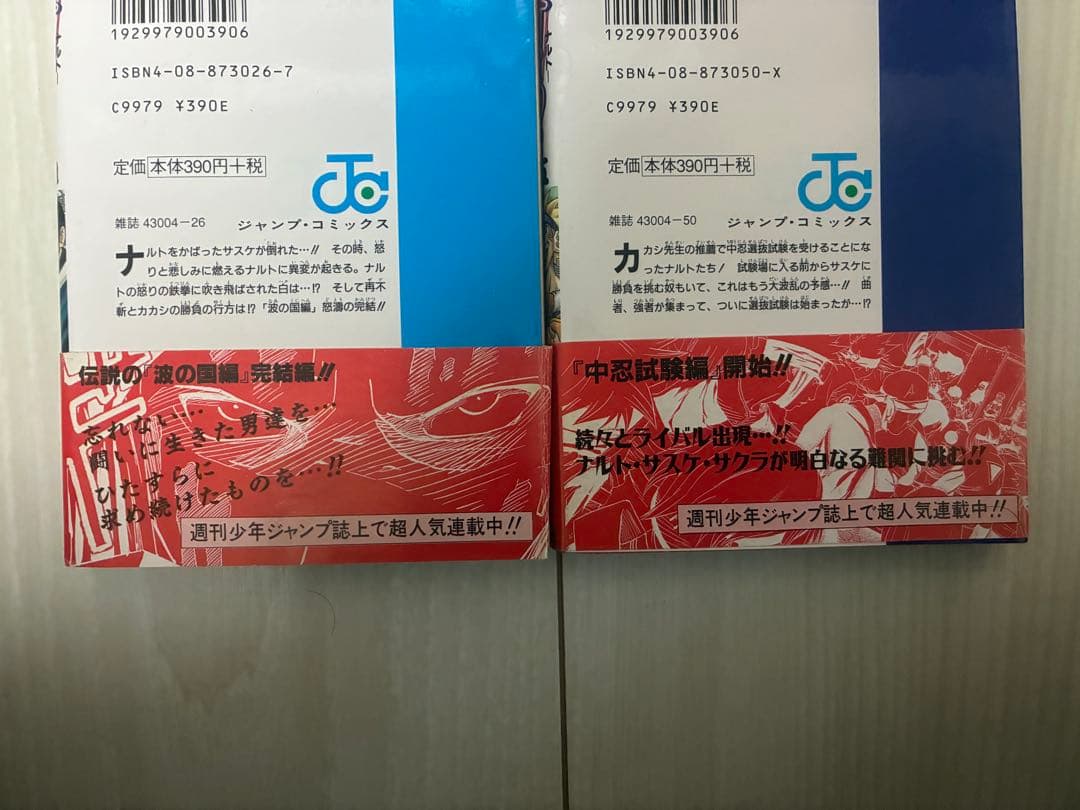 1929979003906
ISBN4-08-873026-7
C9979 ¥390E
定価 本体390円+税
雑誌 43004-26
ジャンプ・コミックス
ナルトをかばったサスケが倒れた…!! その時、怒
りと悲しみに燃えるナルトに異変が起きる。ナル
トの怒りの鉄拳に吹き飛ばされた白は…!? そして再不
斬とカカシの勝負の行方は!?「波の国編」怒濤の完結!!
伝説の『波の国編』完結編!!
忘れない…
闘いに生きた男達を…
ひたすらに
求め続けたものを…!!
週刊少年ジャンプ誌上で超人気連載中!!
1929979003906
ISBN4-08-873050-X
C9979 ¥390E
定価 本体390円+税
雑誌 43004-50
ジャンプ・コミックス
カカシ先生の推薦で中忍選抜試験を受けることにな
ったナルトたち! 試験場に入る前からサスケに
勝負を挑む奴もいて、これはもう大波乱の予感…!! 曲
者、強者が集まって、ついに選抜試験は始まったが…!?
『中忍試験編』開始!!
続々とライバル出現…!!
ナルト・サスケ・サクラが明白なる難関に挑む!!
週刊少年ジャンプ誌上で超人気連載中!!